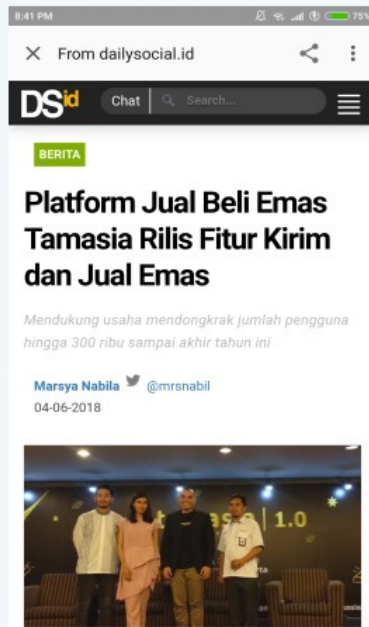 8:41 PM
75%
From dailysocial.id
DSid
Chat
Search...
BERITA
Platform Jual Beli Emas
Tamasia Rilis Fitur Kirim
dan Jual Emas
Mendukung usaha mendongkrak jumlah pengguna
hingga 300 ribu sampai akhir tahun ini
Marsya Nabila @mrsnabil
04-06-2018
1.0